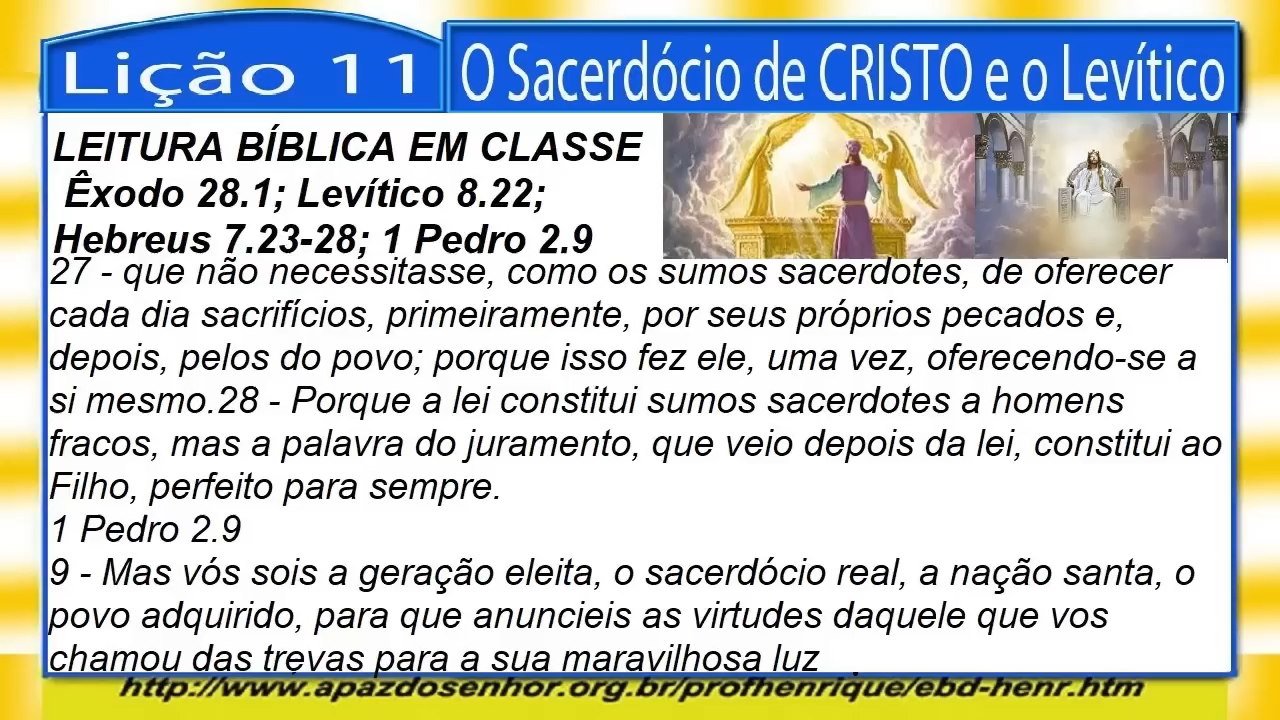 Lição 11
O Sacerdócio de CRISTO e o Levítico
LEITURA BÍBLICA EM CLASSE
Êxodo 28.1; Levítico 8.22;
Hebreus 7.23-28; 1 Pedro 2.9
27 - que não necessitasse, como os sumos sacerdotes, de oferecer
cada dia sacrifícios, primeiramente, por seus próprios pecados e,
depois, pelos do povo; porque isso fez ele, uma vez, oferecendo-se a
si mesmo.28 - Porque a lei constitui sumos sacerdotes a homens
fracos, mas a palavra do juramento, que veio depois da lei, constitui ao
Filho, perfeito para sempre.
1 Pedro 2.9
9 - Mas vós sois a geração eleita, o sacerdócio real, a nação santa, o
povo adquirido, para que anuncieis as virtudes daquele que vos
chamou das trevas para a sua maravilhosa luz
http://www.apazdosenhor.org.br/profhenrique/ebd-henr.htm